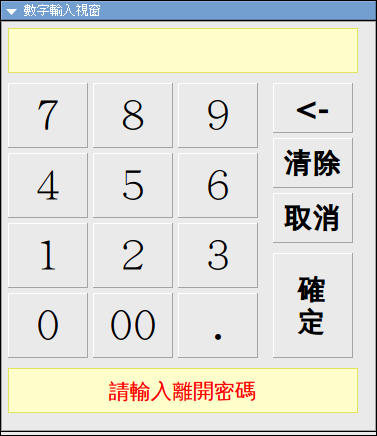 數字輸入視窗
7 8 9 <-
清除
4 5 6
取消
1 2 3
確
定
0 00 .
請輸入離開密碼